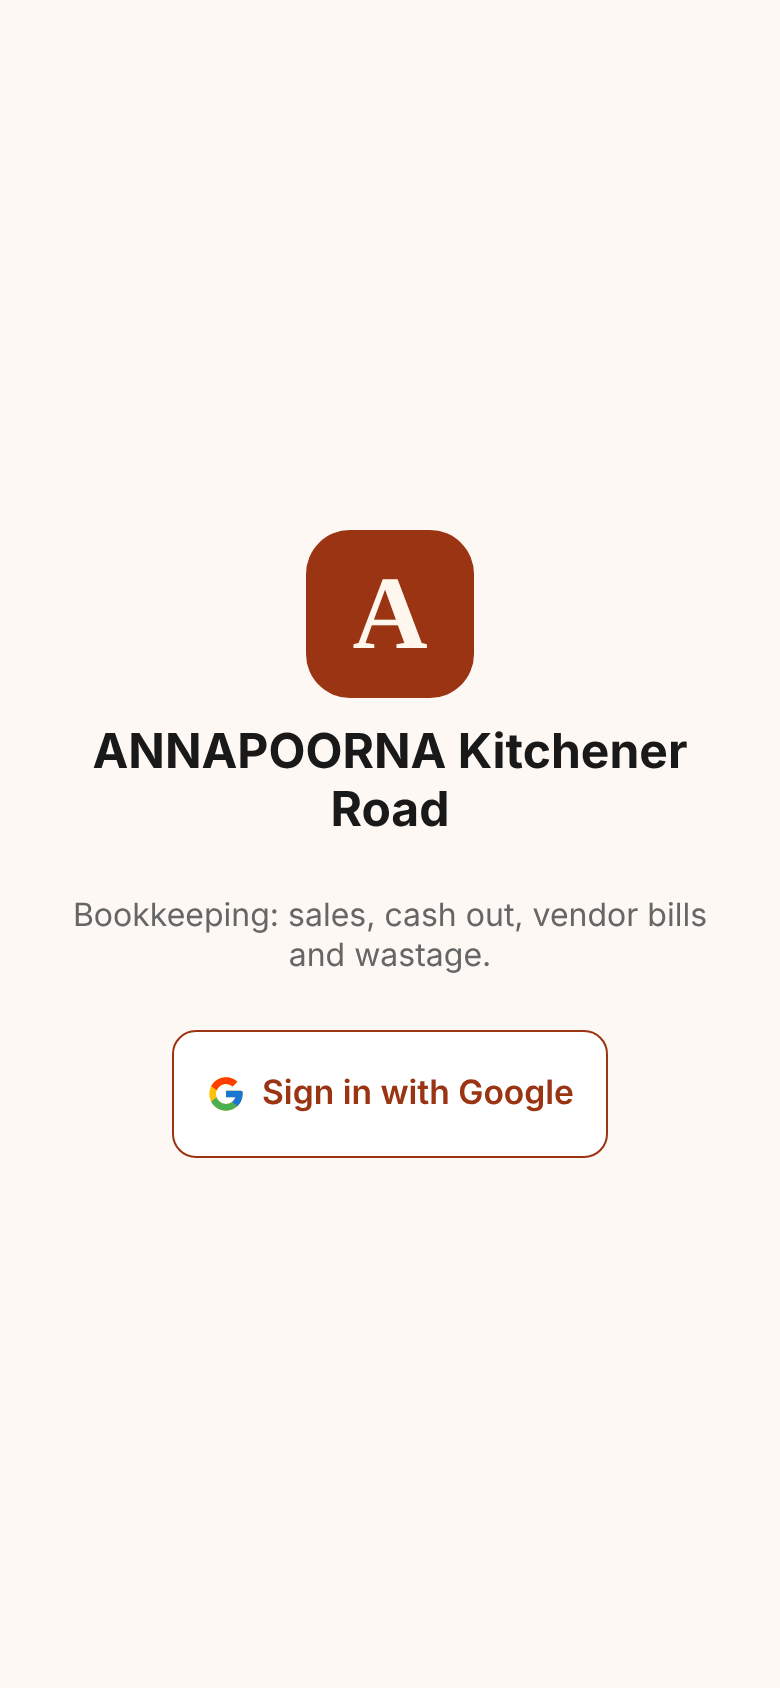 A
ANNAPOORNA Kitchener
Road
Bookkeeping: sales, cash out, vendor bills
and wastage.
Sign in with Google